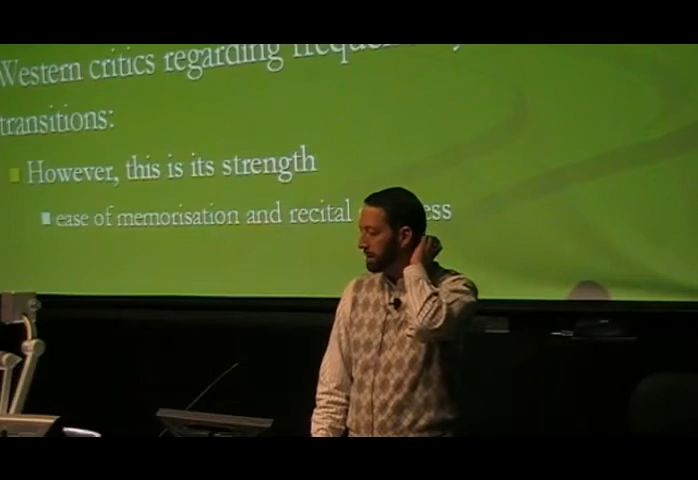 Western critics regarding
transitions:
However, this is its strength
ease of memorisation and recital